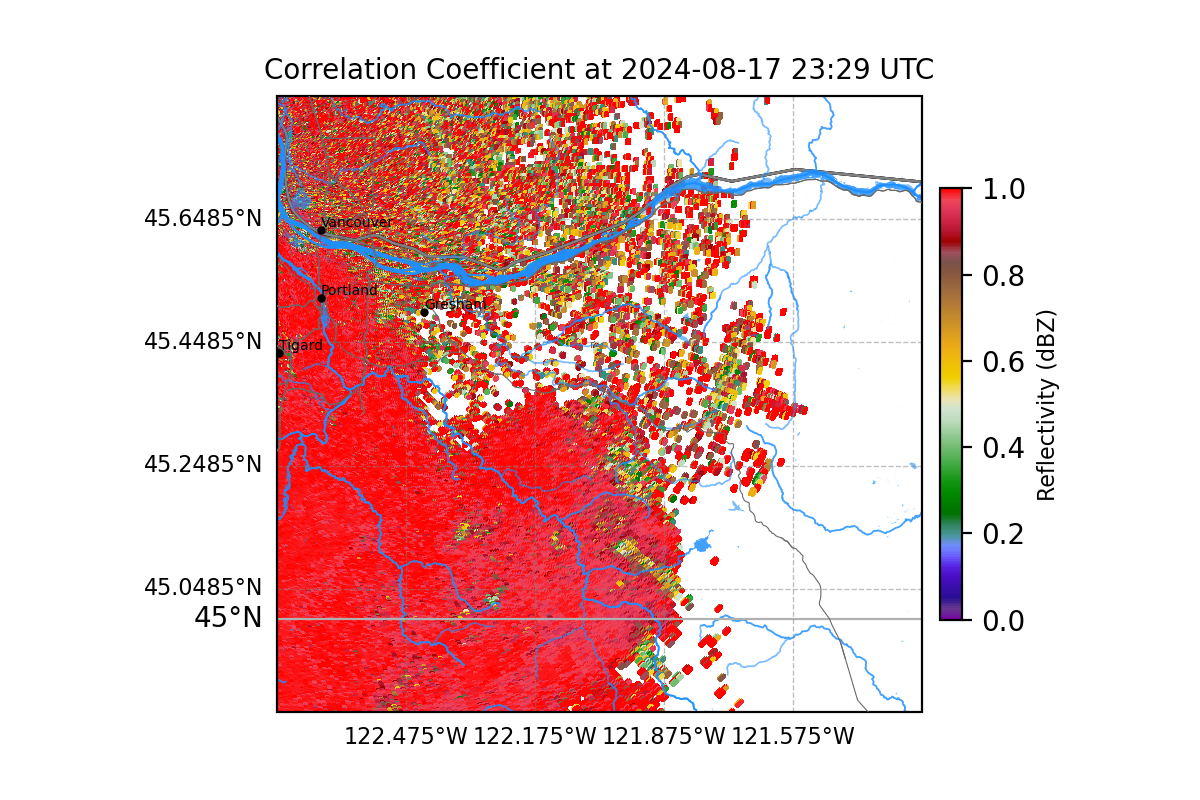 Correlation Coefficient at 2024-08-17 23:29 UTC
45.6485°N
45.4485°N
45.2485°N
45.0485°N
45°N
Vancouver
Portland
Gresham
Tigard
122.475°W 122.175°W 121.875°W 121.575°W
1.0
0.8
0.6
0.4
0.2
0.0
Reflectivity (dBZ)